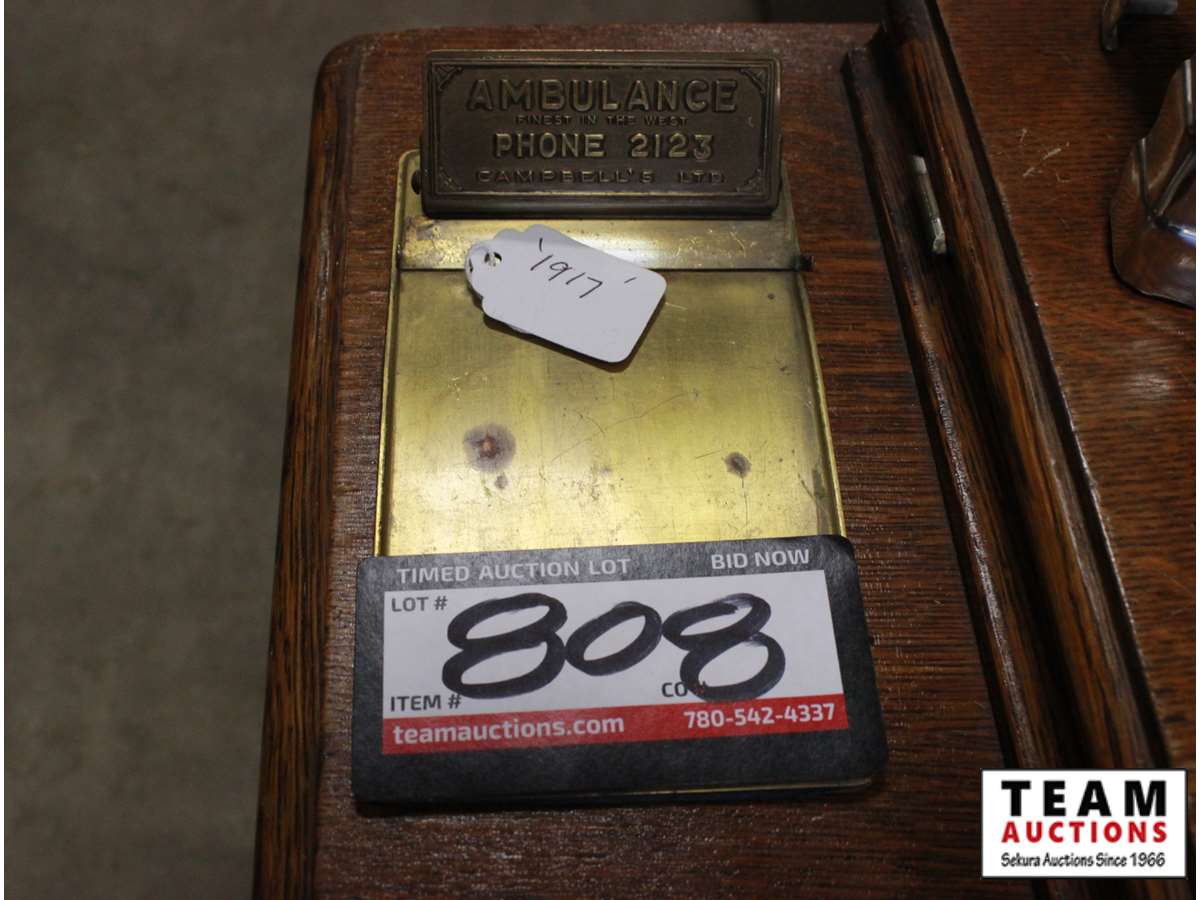 AMBULANCE
FINEST IN THE WEST
PHONE 2123
CAMPBELL'S LTD
'1917'
TIMED AUCTION LOT BID NOW
LOT #
808
ITEM # CO
teamauctions.com 780-542-4337
TEAM
AUCTIONS
Sekura Auctions Since 1966